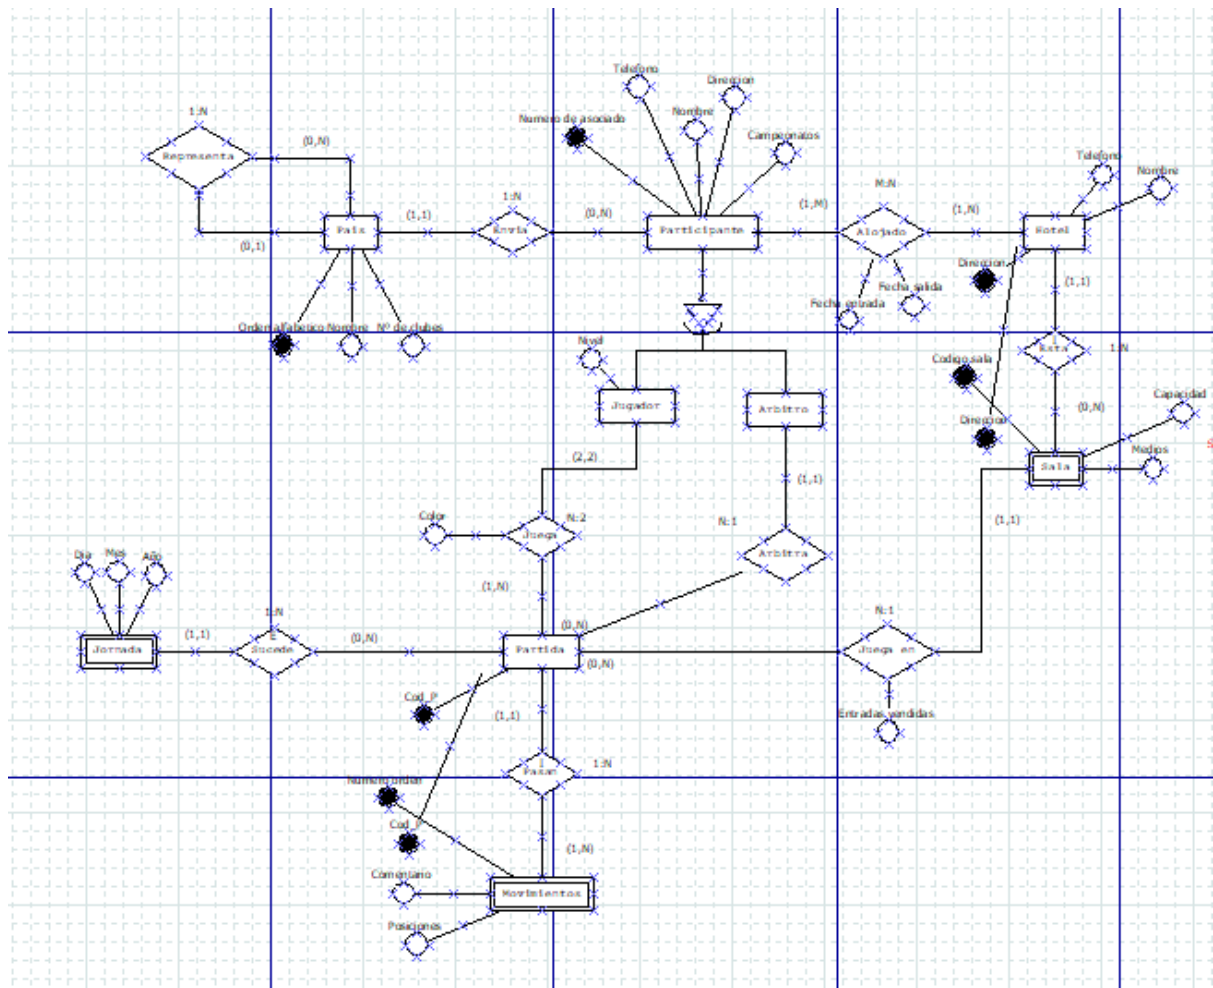 Telefono
Direccion
Nombre
Numero de asociado
Campeonatos
1:N
(0,N)
Representa
Telefono
Nombre
M:N
1:N
(1,1)
(0,N)
(1,M)
(1,N)
Pais
Envia
Participante
Alojado
Hotel
(0,1)
Direccion
(1,1)
Fecha salida
Fecha entrada
Orden alfabetico
Nombre
Nº de clubes
Nivel
I
Esta
1:N
Codigo sala
Jugador
Arbitro
(0,N)
Capacidad
Direccion
Medios
Sala
(2,2)
(1,1)
Color
N:2
N:1
(1,1)
Juega
Arbitra
Dia
Mes
Año
(1,N)
1:N
(0,N)
N:1
(1,1)
E
Sucede
(0,N)
Jornada
Partida
(0,N)
Juega en
Cod_P
(1,1)
Entradas vendidas
I
Pasan
1:N
Numero orden
Cod_P
(1,N)
Comentario
Movimientos
Posiciones